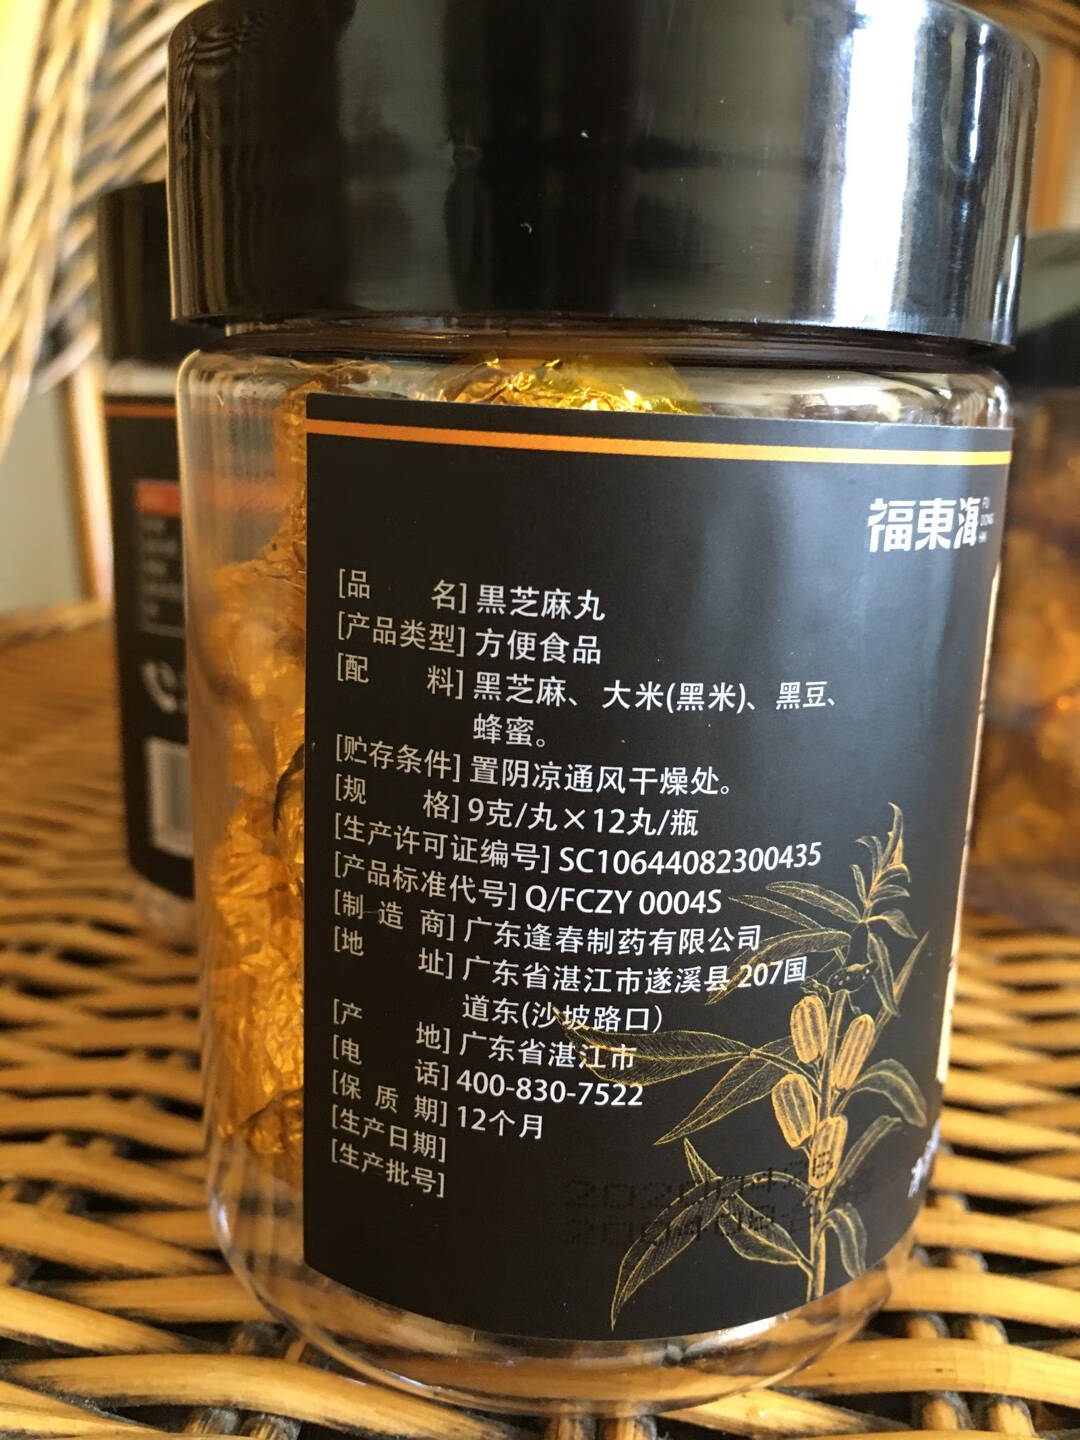 福東海
[品 名] 黑芝麻丸
[产品类型] 方便食品
[配 料] 黑芝麻、大米(黑米)、黑豆、
蜂蜜。
[贮存条件] 置阴凉通风干燥处。
[规 格] 9克/丸×12丸/瓶
[生产许可证编号] SC10644082300435
[产品标准代号] Q/FCZY 0004S
[制 造 商] 广东逢春制药有限公司
[地 址] 广东省湛江市遂溪县 207国
道东(沙坡路口)
[产 地] 广东省湛江市
[电 话] 400-830-7522
[保 质 期] 12个月
[生产日期]
[生产批号]